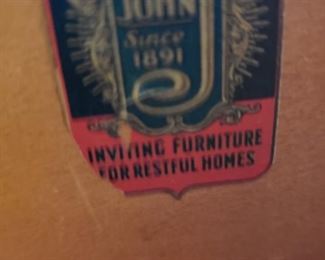 JOHN
Since
1891
INVITING FURNITURE
FOR RESTFUL HOMES